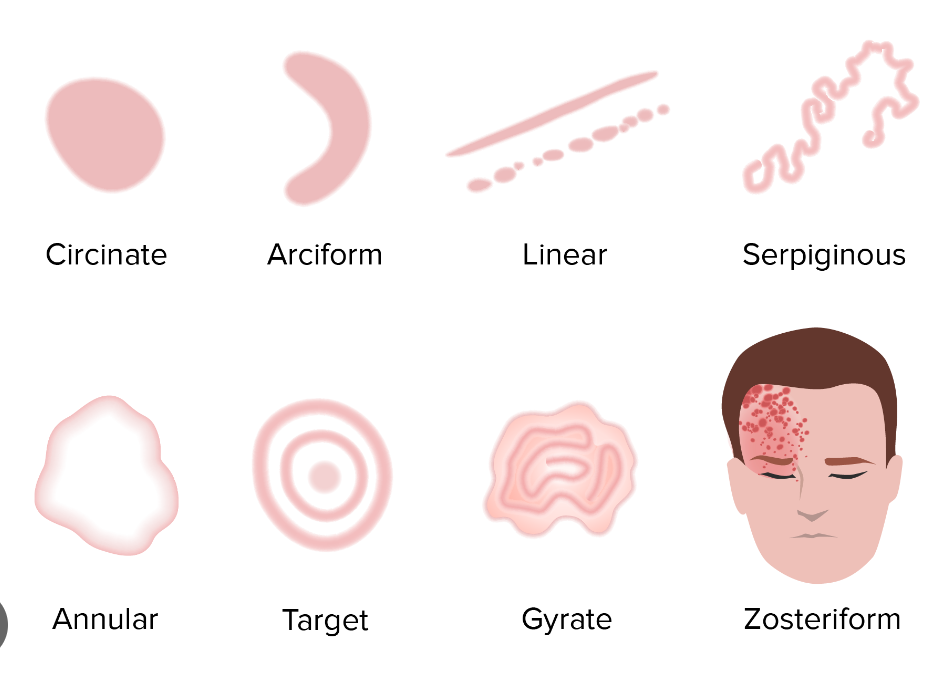 Circinate
Arciform
Linear
Serpiginous
Annular
Target
Gyrate
Zosteriform